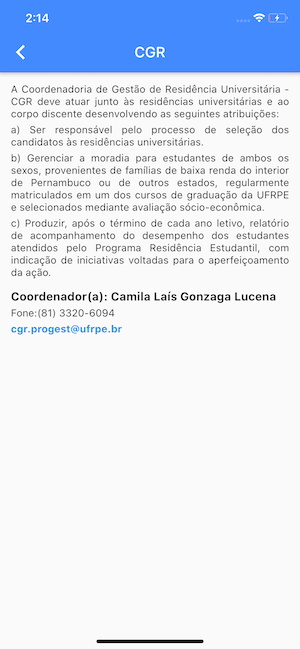 2:14
CGR
A Coordenadoria de Gestão de Residência Universitária -
CGR deve atuar junto às residências universitárias e ao
corpo discente desenvolvendo as seguintes atribuições:
a) Ser responsável pelo processo de seleção dos
candidatos às residências universitárias.
b) Gerenciar a moradia para estudantes de ambos os
sexos, provenientes de famílias de baixa renda do interior
de Pernambuco ou de outros estados, regularmente
matriculados em um dos cursos de graduação da UFRPE
e selecionados mediante avaliação sócio-econômica.
c) Produzir, após o término de cada ano letivo, relatório
de acompanhamento do desempenho dos estudantes
atendidos pelo Programa Residência Estudantil, com
indicação de iniciativas voltadas para o aperfeiçoamento
da ação.
Coordenador(a): Camila Laís Gonzaga Lucena
Fone:(81) 3320-6094
cgr.progest@ufrpe.br